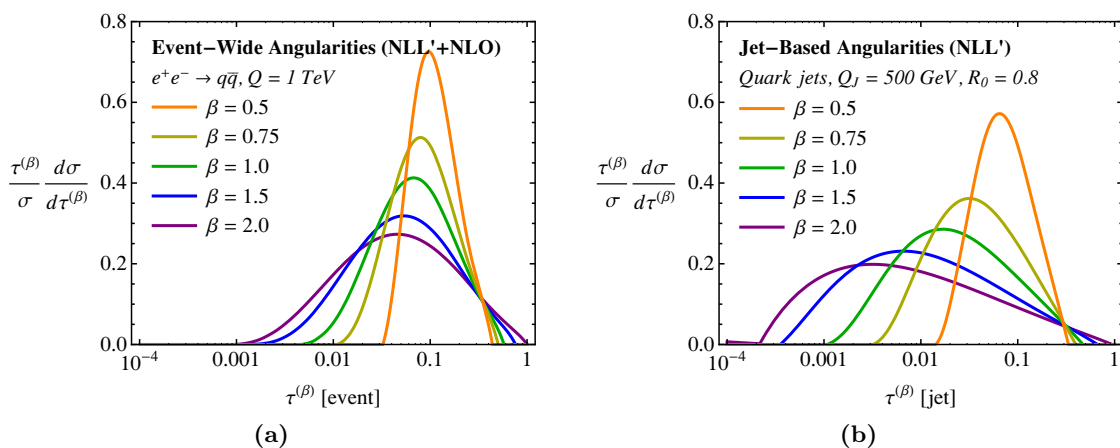 Event−Wide Angularities (NLL'+NLO)
e⁺e⁻ → qq̄, Q = 1 TeV
β = 0.5
β = 0.75
β = 1.0
β = 1.5
β = 2.0
0.8
0.6
0.4
0.2
0.0
τ^(β) dσ
σ dτ^(β)
10⁻⁴ 0.001 0.01 0.1 1
τ^(β) [event]
(a)
Jet−Based Angularities (NLL')
Quark jets, Q_J = 500 GeV, R_0 = 0.8
β = 0.5
β = 0.75
β = 1.0
β = 1.5
β = 2.0
0.8
0.6
0.4
0.2
0.0
τ^(β) dσ
σ dτ^(β)
10⁻⁴ 0.001 0.01 0.1 1
τ^(β) [jet]
(b)